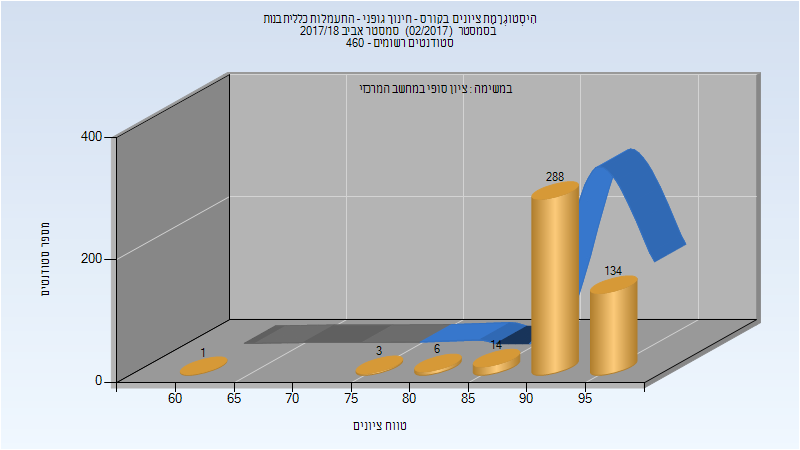 היסטוגרמת ציונים בקורס - חינוך גופני - התעמלות כללית בנות
בסמסטר (02/2017) סמסטר אביב 2017/18
סטודנטים רשומים - 460
במשימה : ציון סופי במחשב המרכזי
מספר סטודנטים
400
200
0
1
3
6
14
288
134
60
65
70
75
80
85
90
95
טווח ציונים